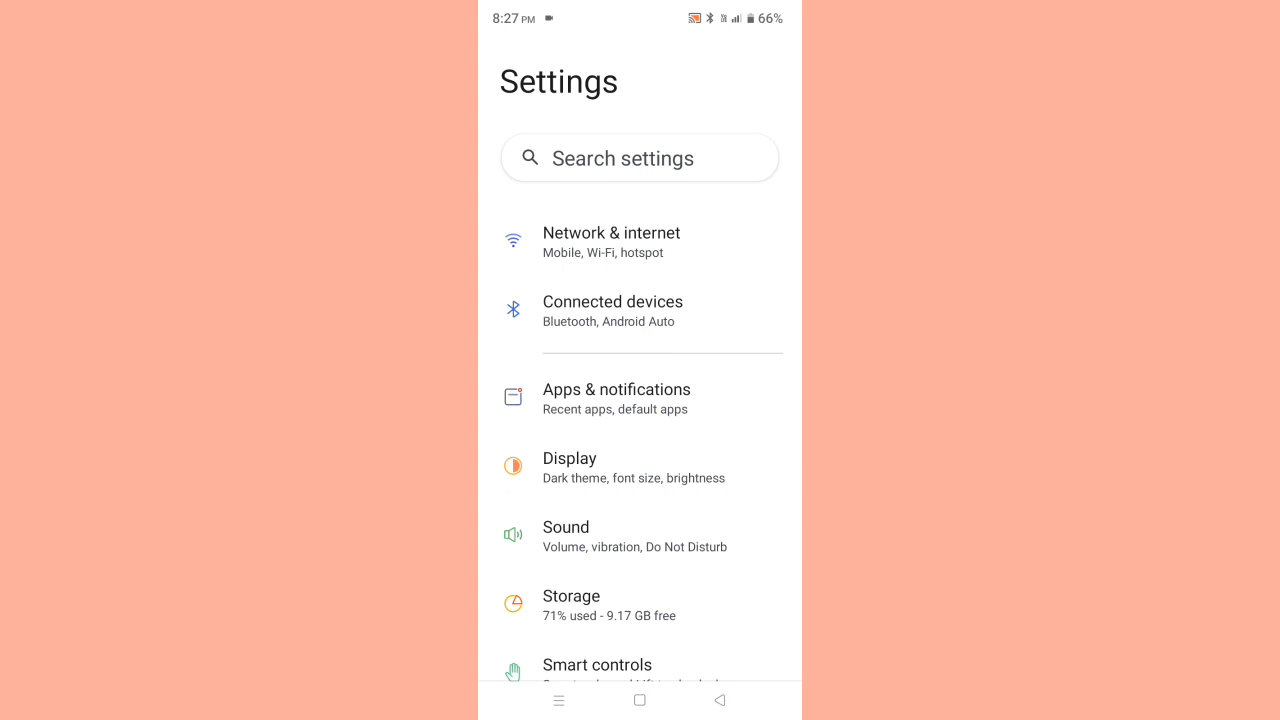 8:27 PM 66%
Settings
Search settings
Network & internet
Mobile, Wi-Fi, hotspot
Connected devices
Bluetooth, Android Auto
Apps & notifications
Recent apps, default apps
Display
Dark theme, font size, brightness
Sound
Volume, vibration, Do Not Disturb
Storage
71% used - 9.17 GB free
Smart controls